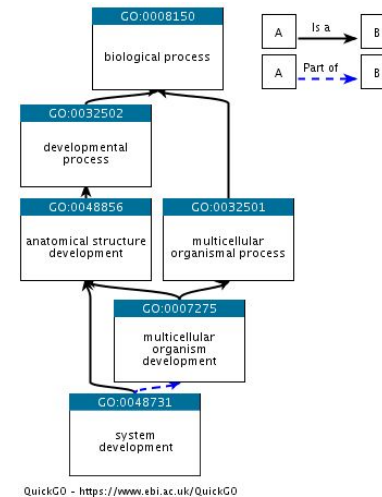 GO:0008150
biological process
A
Is a
B
A
Part of
B
GO:0032502
developmental
process
GO:0048856
anatomical structure
development
GO:0032501
multicellular
organismal process
GO:0007275
multicellular
organism
development
GO:0048731
system
development
QuickGO - https://www.ebi.ac.uk/QuickGO